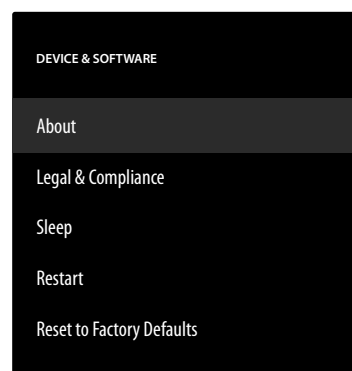 DEVICE & SOFTWARE
About
Legal & Compliance
Sleep
Restart
Reset to Factory Defaults